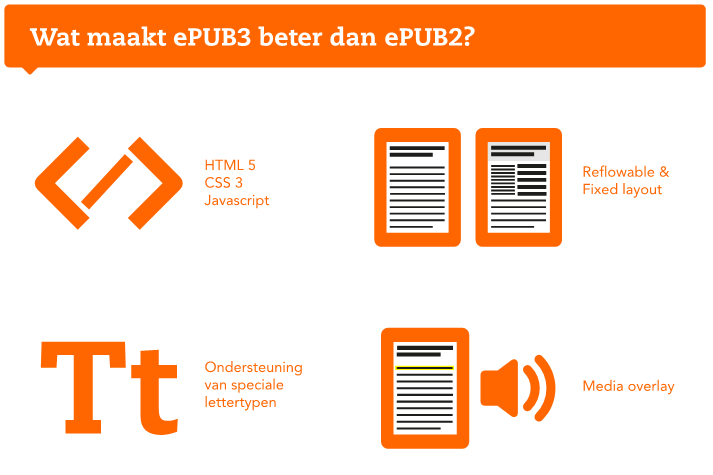 Wat maakt ePUB3 beter dan ePUB2?
HTML 5
CSS 3
Javascript
Reflowable &
Fixed layout
Tt
Ondersteuning
van speciale
lettertypen
Media overlay